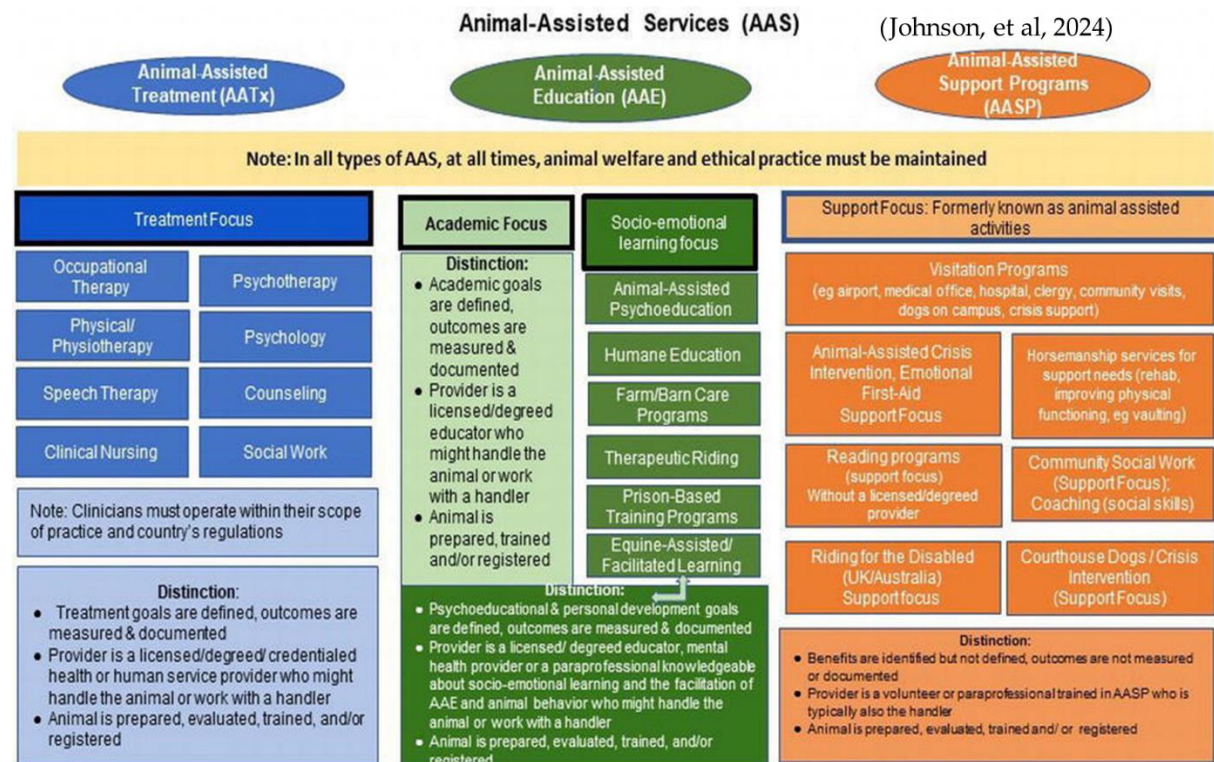 Animal-Assisted Services (AAS)
(Johnson, et al, 2024)
Animal-Assisted
Treatment (AATx)
Animal-Assisted
Education (AAE)
Animal-Assisted
Support Programs
(AASP)
Note: In all types of AAS, at all times, animal welfare and ethical practice must be maintained
Treatment Focus
Occupational
Therapy
Psychotherapy
Physical/
Physiotherapy
Psychology
Speech Therapy
Counseling
Clinical Nursing
Social Work
Note: Clinicians must operate within their scope
of practice and country's regulations
Distinction:
• Treatment goals are defined, outcomes are
measured & documented
• Provider is a licensed/degreed/ credentialed
health or human service provider who might
handle the animal or work with a handler
• Animal is prepared, evaluated, trained, and/or
registered
Academic Focus
Distinction:
• Academic goals
are defined,
outcomes are
measured &
documented
• Provider is a
licensed/degreed
educator who
might handle the
animal or work
with a handler
• Animal is
prepared, trained
and/or registered
Socio-emotional
learning focus
Animal-Assisted
Psychoeducation
Humane Education
Farm/Barn Care
Programs
Therapeutic Riding
Prison-Based
Training Programs
Equine-Assisted/
Facilitated Learning
Distinction:
• Psychoeducational & personal development goals
are defined, outcomes are measured & documented
• Provider is a licensed/ degreed educator, mental
health provider or a paraprofessional knowledgeable
about socio-emotional learning and the facilitation of
AAE and animal behavior who might handle the
animal or work with a handler
• Animal is prepared, evaluated, trained, and/or
registered
Support Focus: Formerly known as animal assisted
activities
Visitation Programs
(eg airport, medical office, hospital, clergy, community visits,
dogs on campus, crisis support)
Animal-Assisted Crisis
Intervention, Emotional
First-Aid
Support Focus
Horsemanship services for
support needs (rehab,
improving physical
functioning, eg vaulting)
Reading programs
(support focus)
Without a licensed/degreed
provider
Community Social Work
(Support Focus);
Coaching (social skills)
Riding for the Disabled
(UK/Australia)
Support focus
Courthouse Dogs / Crisis
Intervention
(Support Focus)
Distinction:
• Benefits are identified but not defined, outcomes are not measured
or documented
• Provider is a volunteer or paraprofessional trained in AASP who is
typically also the handler
• Animal is prepared, evaluated, trained and/ or registered